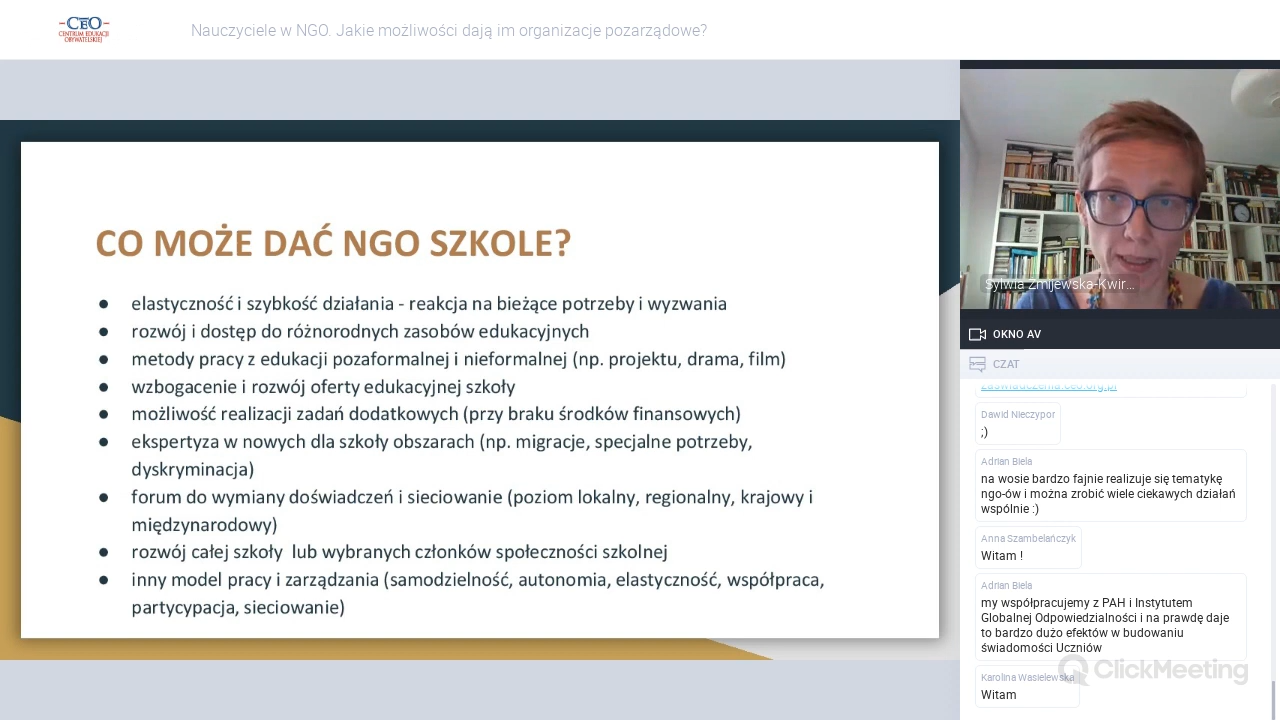 CEO
CENTRUM EDUKACJI
OBYWATELSKIEJ
Nauczyciele w NGO. Jakie możliwości dają im organizacje pozarządowe?
CO MOŻE DAĆ NGO SZKOLE?
● elastyczność i szybkość działania - reakcja na bieżące potrzeby i wyzwania
● rozwój i dostęp do różnorodnych zasobów edukacyjnych
● metody pracy z edukacji pozaformalnej i nieformalnej (np. projektu, drama, film)
● wzbogacenie i rozwój oferty edukacyjnej szkoły
● możliwość realizacji zadań dodatkowych (przy braku środków finansowych)
● ekspertyza w nowych dla szkoły obszarach (np. migracje, specjalne potrzeby,
dyskryminacja)
● forum do wymiany doświadczeń i sieciowanie (poziom lokalny, regionalny, krajowy i
międzynarodowy)
● rozwój całej szkoły lub wybranych członków społeczności szkolnej
● inny model pracy i zarządzania (samodzielność, autonomia, elastyczność, współpraca,
partycypacja, sieciowanie)
Sylwia Żmijewska-Kwir...
OKNO AV
CZAT
zaswiadczenia.ceo.org.pl
Dawid Nieczypor
;)
Adrian Biela
na wosie bardzo fajnie realizuje się tematykę
ngo-ów i można zrobić wiele ciekawych działań
wspólnie :)
Anna Szambelańczyk
Witam !
Adrian Biela
my współpracujemy z PAH i Instytutem
Globalnej Odpowiedzialności i na prawdę daje
to bardzo dużo efektów w budowaniu
świadomości Uczniów
Karolina Wasielewska
Witam
ClickMeeting